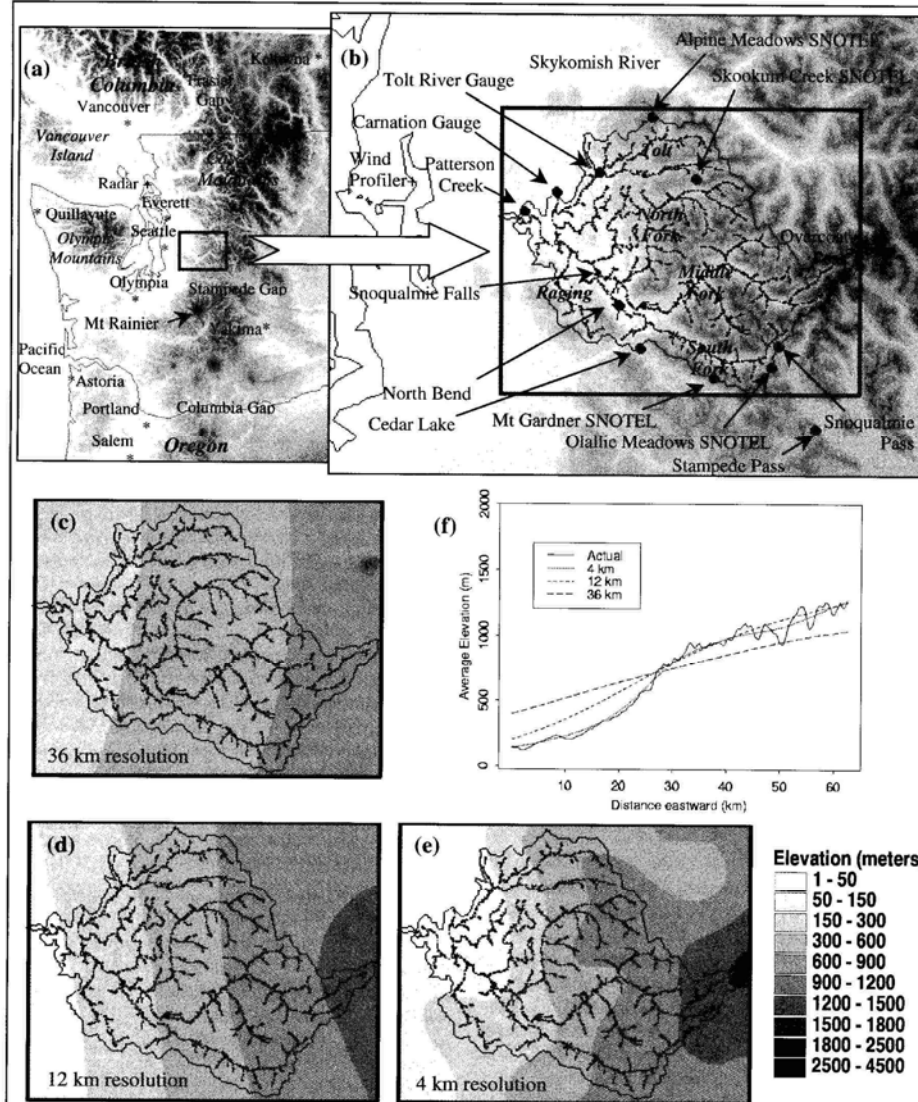 (a)
British
Columbia
Kelowna
Fraser
Gap
Vancouver
Vancouver
Island
Radar
Everett
Quillayute
Seattle
Olympic
Mountains
Olympia
Stampede Gap
Mt Rainier
Yakima
Pacific
Ocean
Astoria
Portland
Columbia Gap
Salem
Oregon
(b)
Alpine Meadows SNOTEL
Skykomish River
Skookum Creek SNOTEL
Tolt River Gauge
Carnation Gauge
Tolt
Wind
Profiler
Patterson
Creek
North
Fork
Middle
Fork
Snoqualmie Falls
Raging
South
Fork
North Bend
Cedar Lake
Mt Gardner SNOTEL
Olallie Meadows SNOTEL
Stampede Pass
Snoqualmie
Pass
(c)
36 km resolution
(f)
Average Elevation (m)
0
500
1000
1500
2000
Actual
4 km
12 km
36 km
10
20
30
40
50
60
Distance eastward (km)
(d)
12 km resolution
(e)
4 km resolution
Elevation (meters
1 - 50
50 - 150
150 - 300
300 - 600
600 - 900
900 - 1200
1200 - 1500
1500 - 1800
1800 - 2500
2500 - 4500